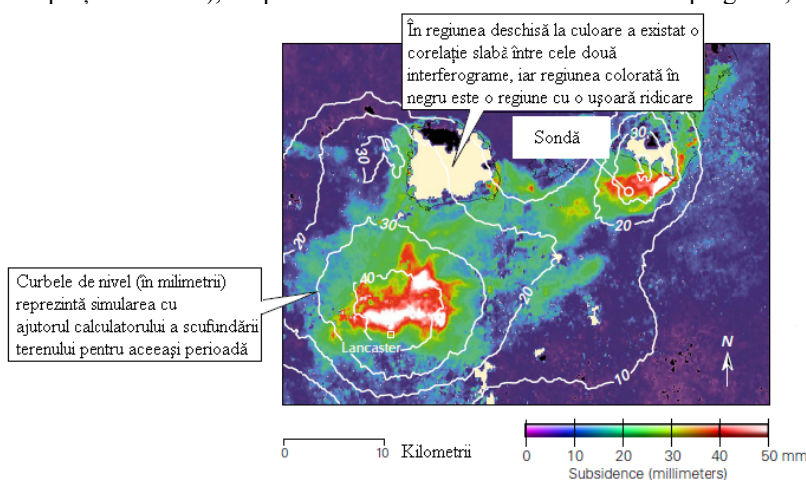 În regiunea deschisă la culoare a existat o
corelație slabă între cele două
interferograme, iar regiunea colorată în
negru este o regiune cu o ușoară ridicare
Sondă
30
30
20
20
30
40
20
10
Lancaster
N
Curbele de nivel (în milimetrii)
reprezintă simularea cu
ajutorul calculatorului a scufundării
terenului pentru aceeași perioadă
0 10 Kilometrii
0 10 20 30 40 50 mm
Subsidence (millimeters)